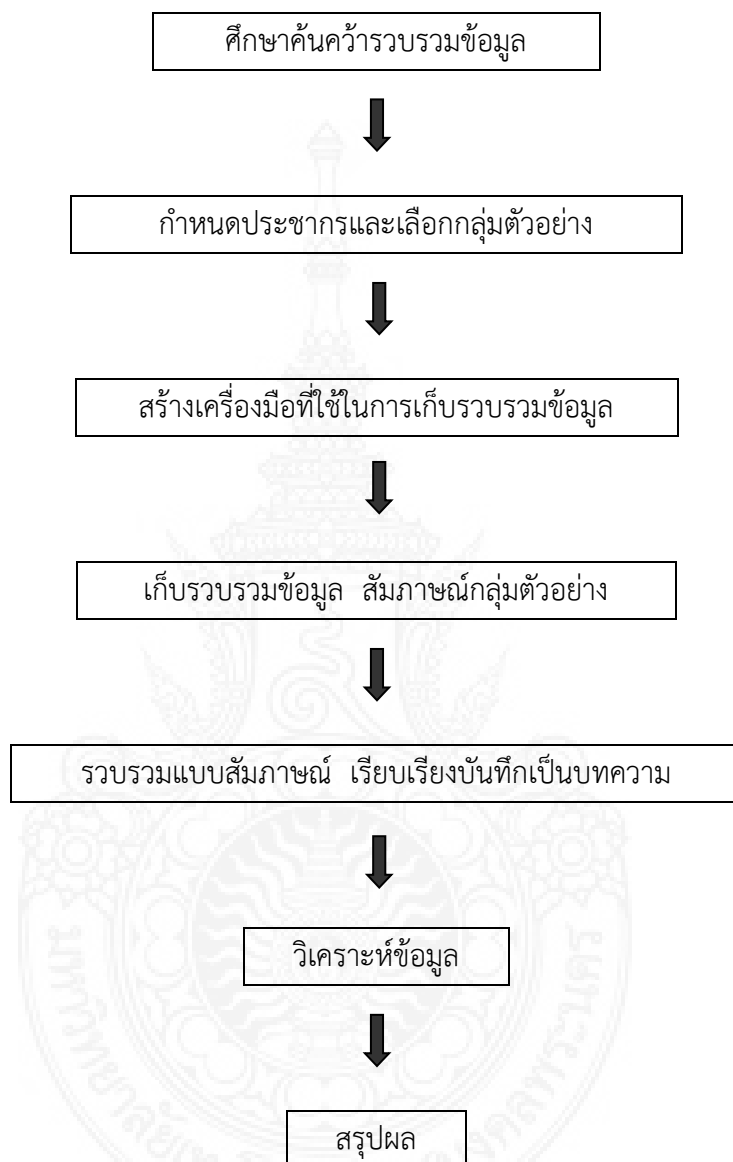 ศึกษาค้นคว้ารวบรวมข้อมูล
กำหนดประชากรและเลือกกลุ่มตัวอย่าง
สร้างเครื่องมือที่ใช้ในการเก็บรวบรวมข้อมูล
เก็บรวบรวมข้อมูล สัมภาษณ์กลุ่มตัวอย่าง
รวบรวมแบบสัมภาษณ์ เรียบเรียงบันทึกเป็นบทความ
วิเคราะห์ข้อมูล
สรุปผล